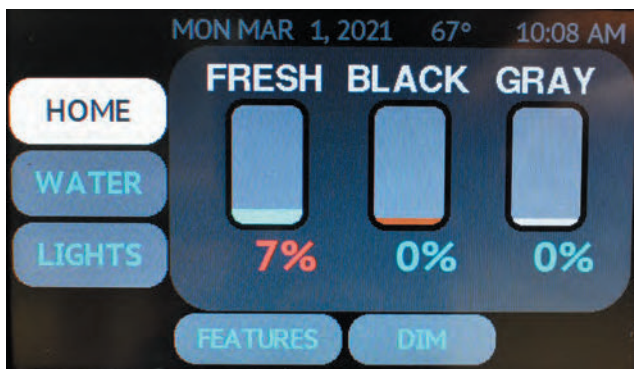 MON MAR 1, 2021 67° 10:08 AM
HOME
WATER
LIGHTS
FRESH BLACK GRAY
7% 0% 0%
FEATURES DIM